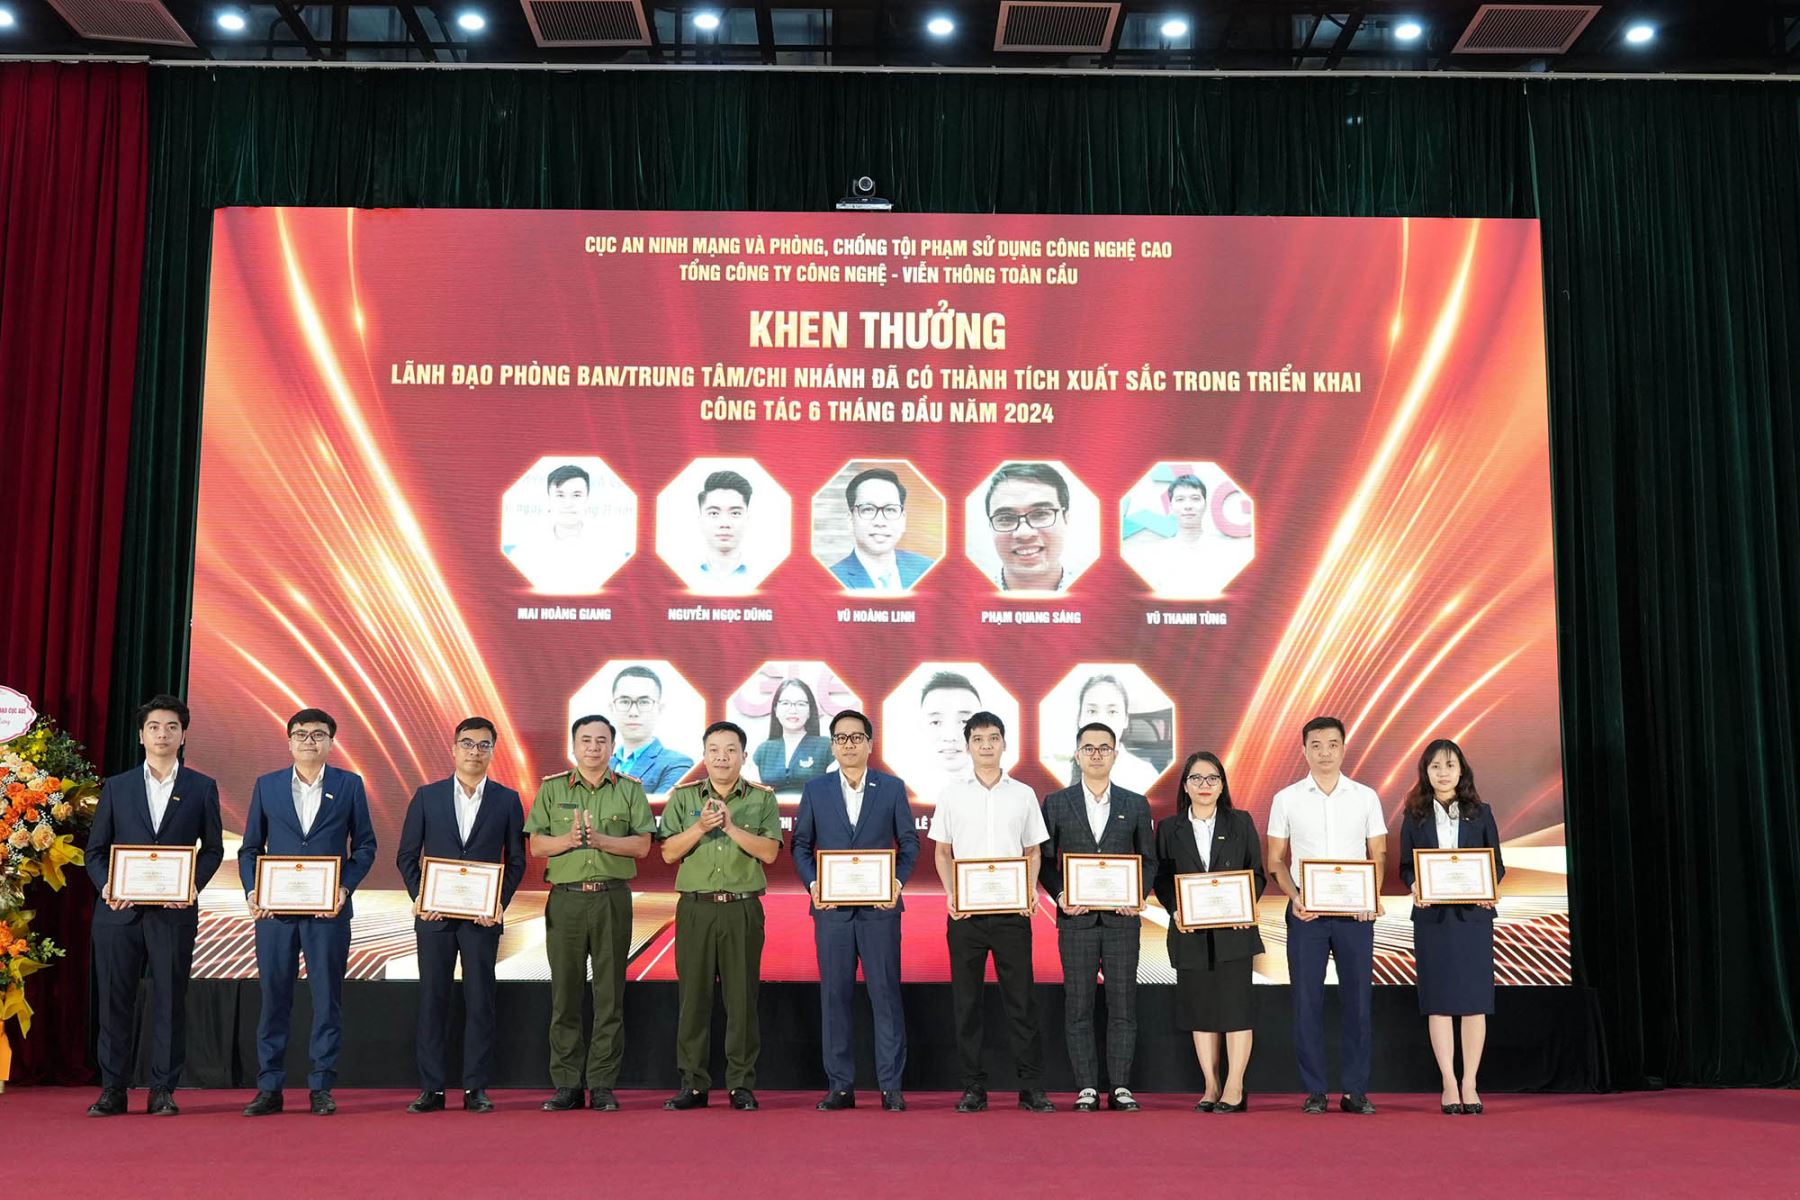 CỤC AN NINH MẠNG VÀ PHÒNG, CHỐNG TỘI PHẠM SỬ DỤNG CÔNG NGHỆ CAO
TỔNG CÔNG TY CÔNG NGHỆ - VIỄN THÔNG TOÀN CẦU
KHEN THƯỞNG
LÃNH ĐẠO PHÒNG BAN/TRUNG TÂM/CHI NHÁNH ĐÃ CÓ THÀNH TÍCH XUẤT SẮC TRONG TRIỂN KHAI
CÔNG TÁC 6 THÁNG ĐẦU NĂM 2024
MAI HOÀNG GIANG
NGUYỄN NGỌC DŨNG
VŨ HOÀNG LINH
PHẠM QUANG SÁNG
VŨ THANH TÙNG
THỊ
LÊ